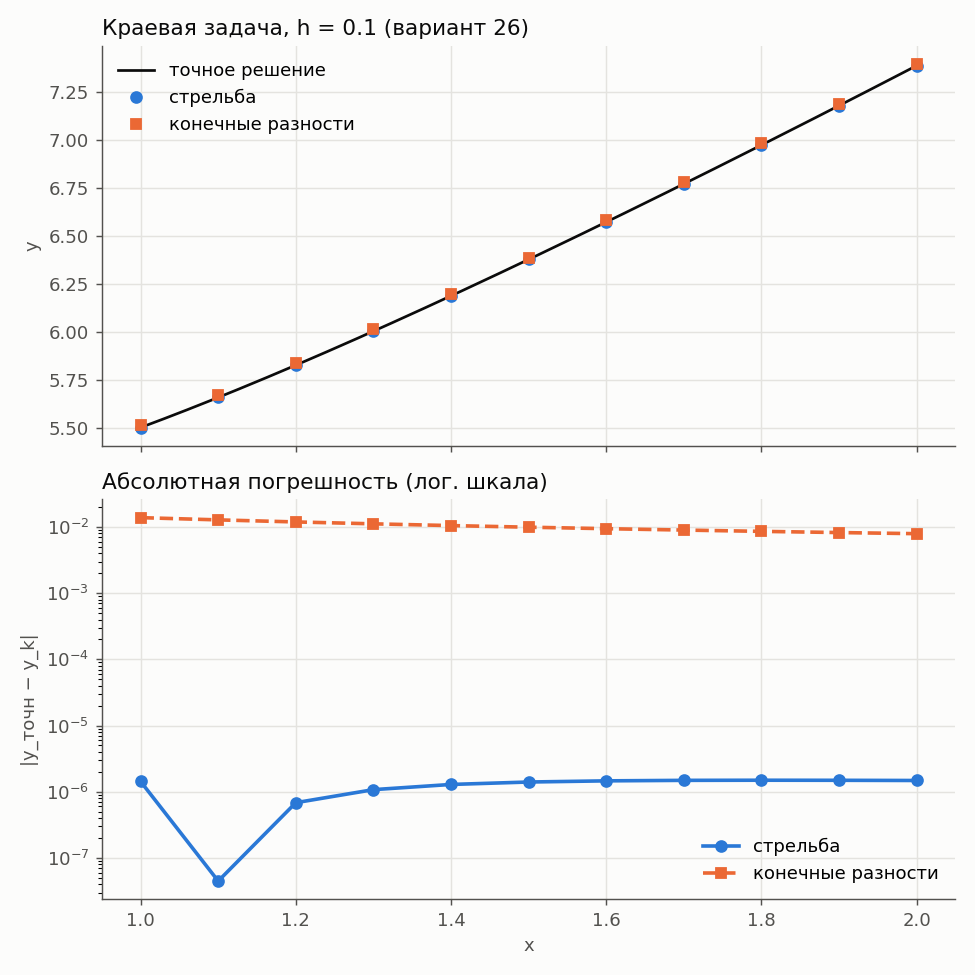 Краевая задача, h = 0.1 (вариант 26)
точное решение
стрельба
конечные разности
7.25
7.00
6.75
6.50
6.25
6.00
5.75
5.50
y
Абсолютная погрешность (лог. шкала)
10⁻²
10⁻³
10⁻⁴
10⁻⁵
10⁻⁶
10⁻⁷
|y_точн − y_k|
стрельба
конечные разности
1.0 1.2 1.4 1.6 1.8 2.0
x